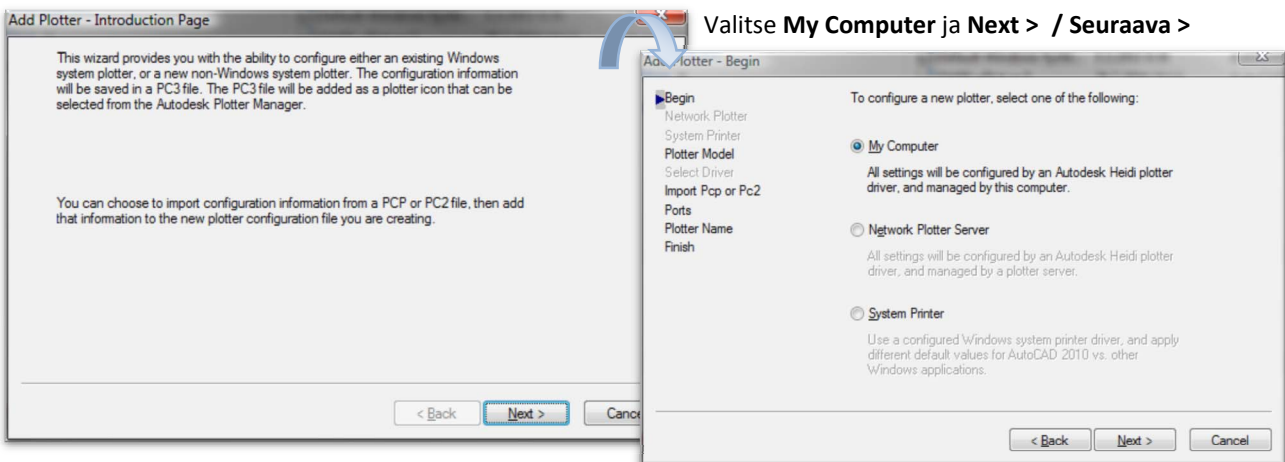 Add Plotter - Introduction Page
This wizard provides you with the ability to configure either an existing Windows
system plotter, or a new non-Windows system plotter. The configuration information
will be saved in a PC3 file. The PC3 file will be added as a plotter icon that can be
selected from the Autodesk Plotter Manager.
You can choose to import configuration information from a PCP or PC2 file, then add
that information to the new plotter configuration file you are creating.
< Back
Next >
Valitse My Computer ja Next > / Seuraava >
Plotter - Begin
Begin
Network Plotter
System Printer
Plotter Model
Select Driver
Import Pcp or Pc2
Ports
Plotter Name
Finish
To configure a new plotter, select one of the following:
My Computer
All settings will be configured by an Autodesk Heidi plotter
driver, and managed by this computer.
Network Plotter Server
All settings will be configured by an Autodesk Heidi plotter
driver, and managed by a plotter server.
System Printer
Use a configured Windows system printer driver, and apply
different default values for AutoCAD 2010 vs. other
Windows applications.
< Back
Next >
Cancel